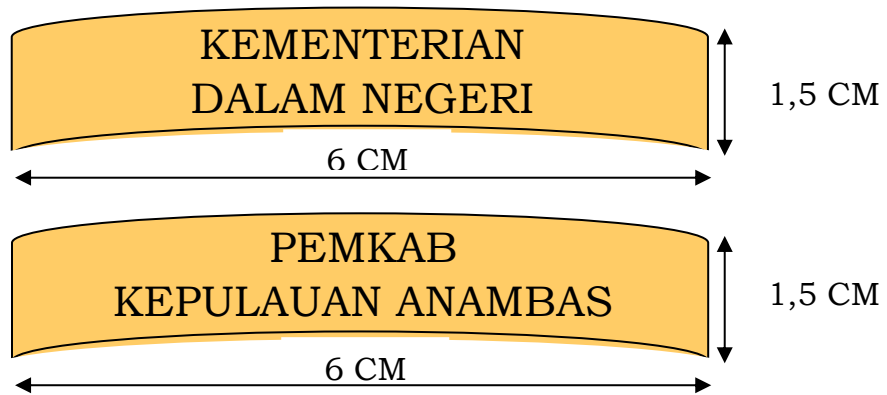 KEMENTERIAN
DALAM NEGERI
1,5 CM
6 CM
PEMKAB
KEPULAUAN ANAMBAS
1,5 CM
6 CM